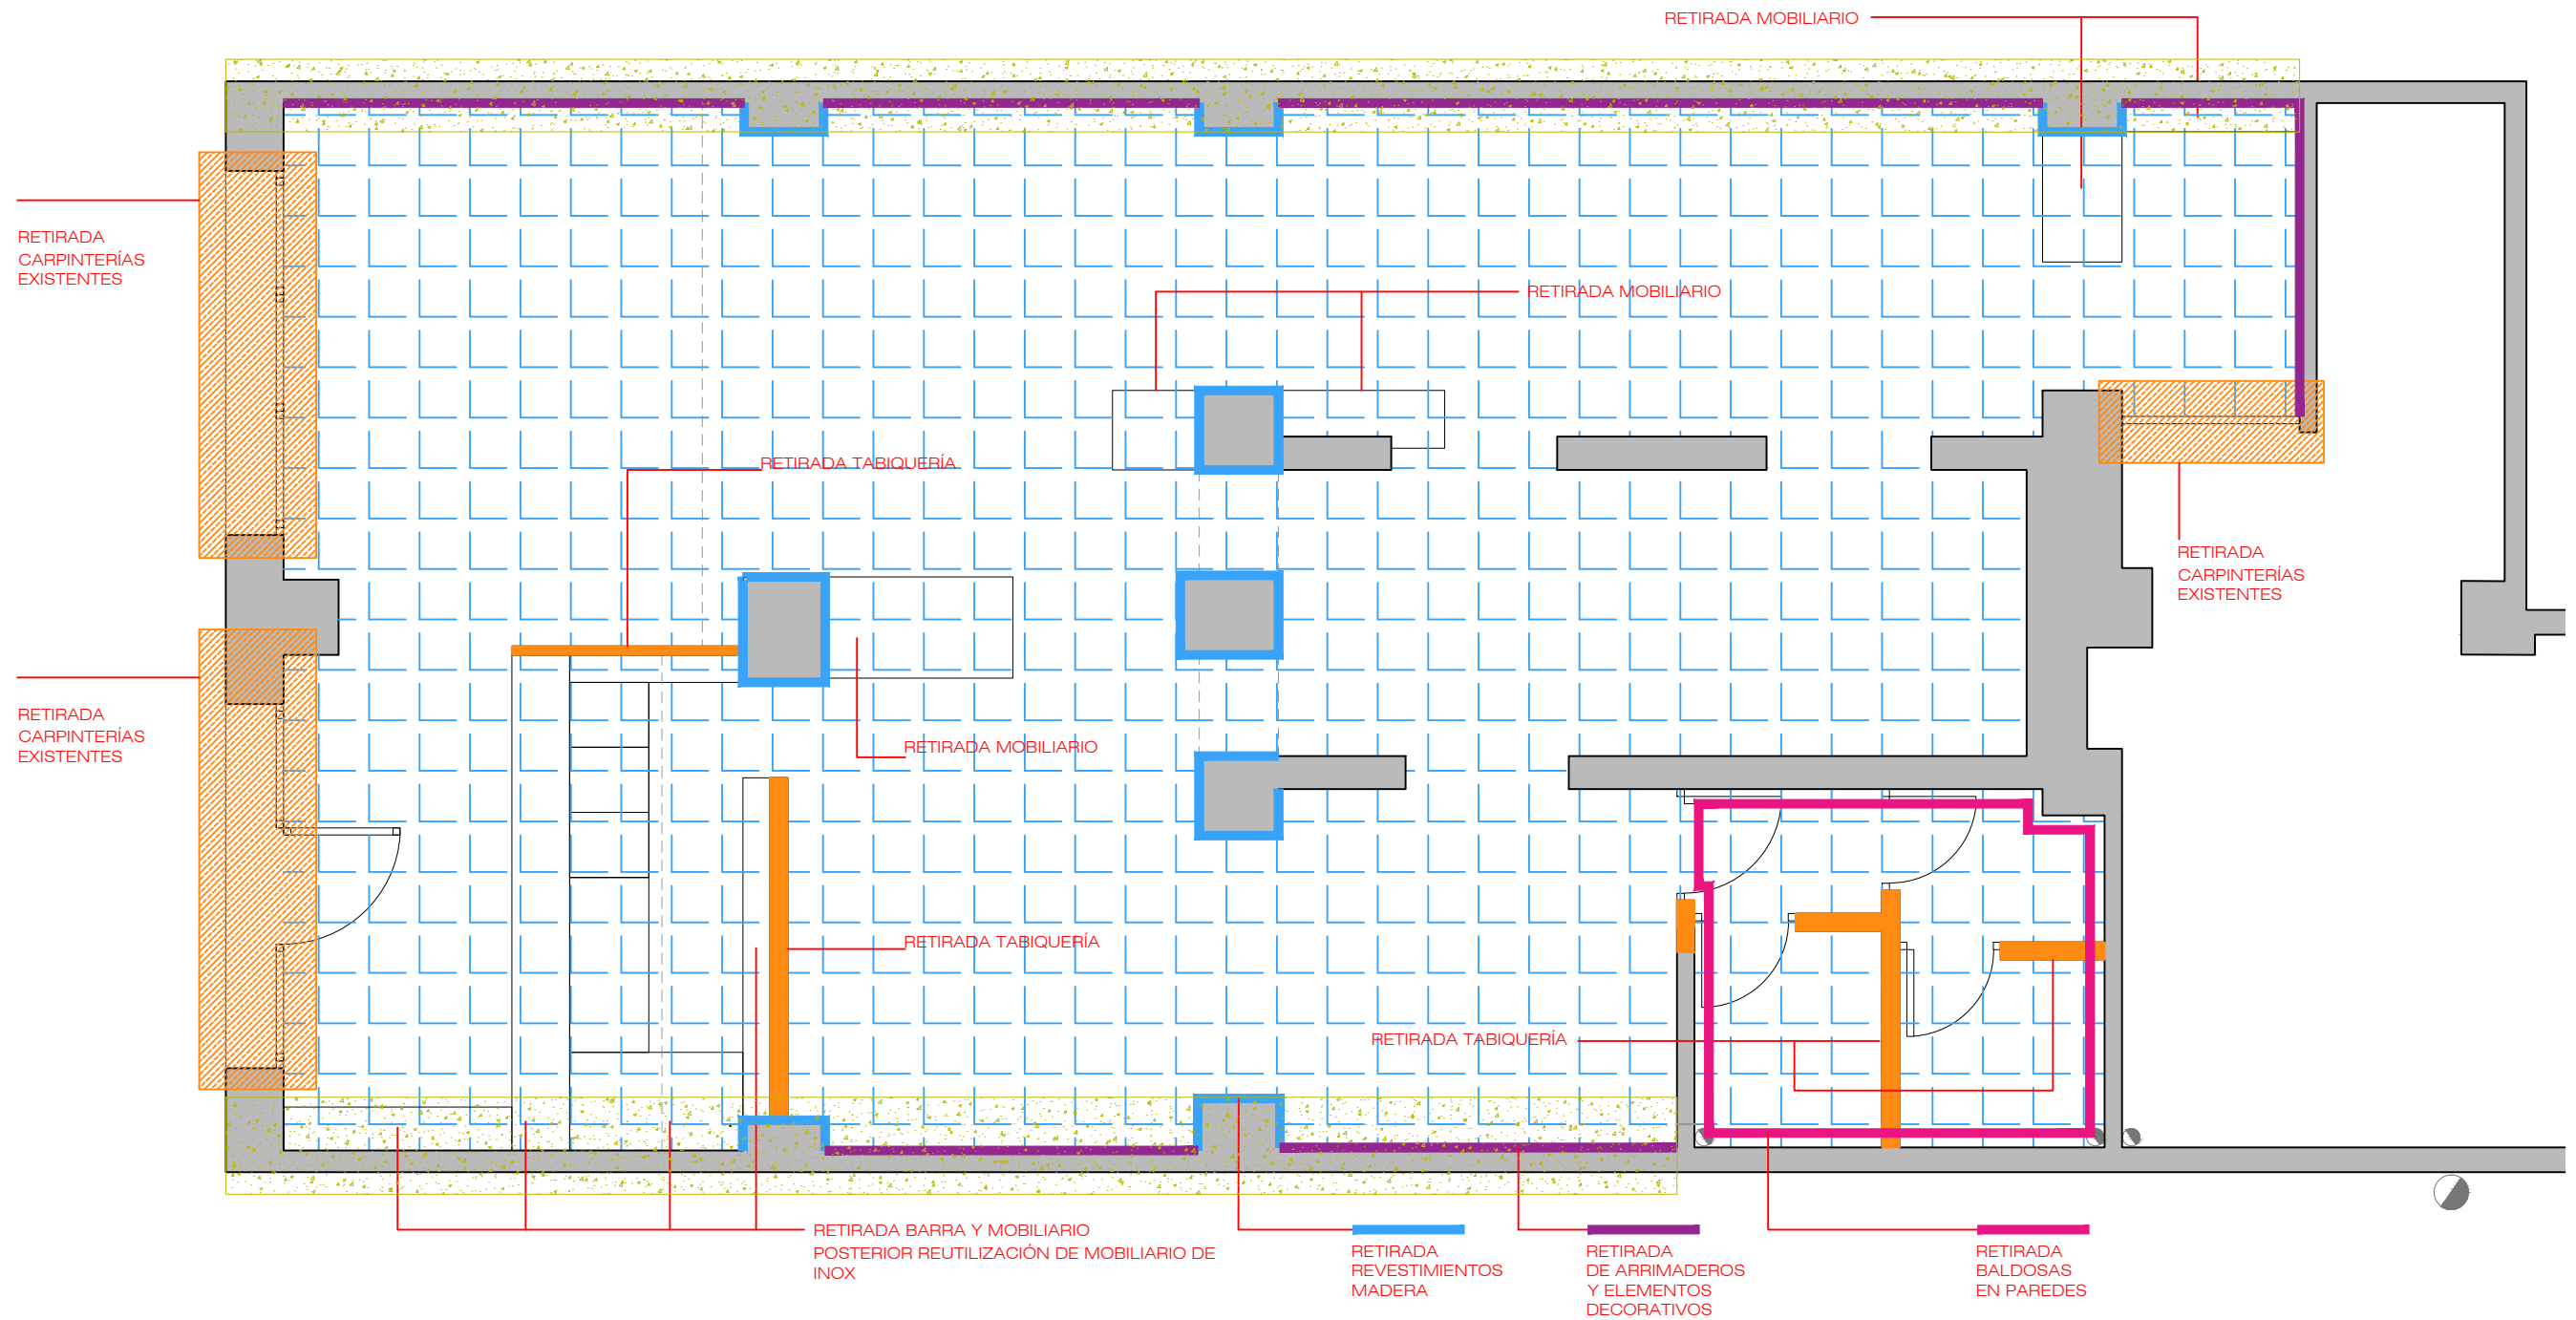 RETIRADA MOBILIARIO
RETIRADA
CARPINTERÍAS
EXISTENTES
RETIRADA MOBILIARIO
RETIRADA TABIQUERÍA
RETIRADA
CARPINTERÍAS
EXISTENTES
RETIRADA
CARPINTERÍAS
EXISTENTES
RETIRADA MOBILIARIO
RETIRADA TABIQUERÍA
RETIRADA TABIQUERÍA
RETIRADA BARRA Y MOBILIARIO
POSTERIOR REUTILIZACIÓN DE MOBILIARIO DE
INOX
RETIRADA
REVESTIMIENTOS
MADERA
RETIRADA
DE ARRIMADEROS
Y ELEMENTOS
DECORATIVOS
RETIRADA
BALDOSAS
EN PAREDES